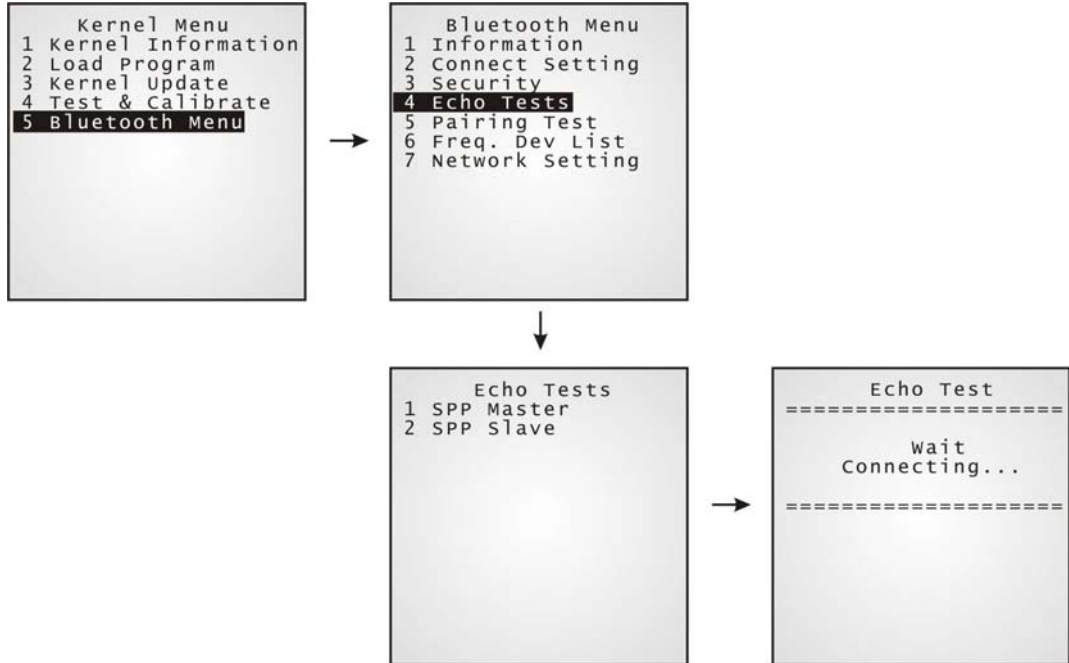 Kernel Menu
1 Kernel Information
2 Load Program
3 Kernel Update
4 Test & Calibrate
5 Bluetooth Menu
Bluetooth Menu
1 Information
2 Connect Setting
3 Security
4 Echo Tests
5 Pairing Test
6 Freq. Dev List
7 Network Setting
Echo Tests
1 SPP Master
2 SPP Slave
Echo Test
====================
Wait
Connecting...
====================